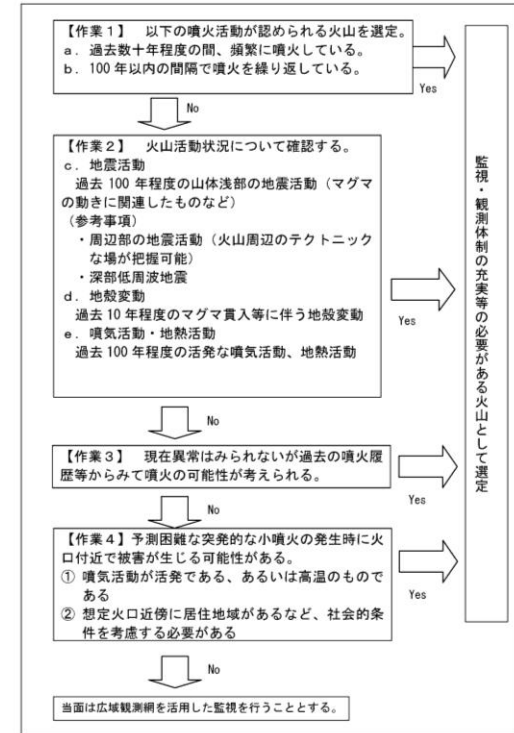 【作業１】　以下の噴火活動が認められる火山を選定。
ａ．過去数十年程度の間、頻繁に噴火している。
ｂ．100年以内の間隔で噴火を繰り返している。
Yes
No
【作業２】　火山活動状況について確認する。
ｃ．地震活動
過去 100 年程度の山体浅部の地震活動（マグマ
の動きに関連したものなど）
（参考事項）
・周辺部の地震活動（火山周辺のテクトニック
な場が把握可能）
・深部低周波地震
ｄ．地殻変動
過去 10 年程度のマグマ貫入等に伴う地殻変動
ｅ．噴気活動・地熱活動
過去 100 年程度の活発な噴気活動、地熱活動
Yes
No
【作業３】　現在異常はみられないが過去の噴火履
歴等からみて噴火の可能性が考えられる。
Yes
No
【作業４】予測困難な突発的な小噴火の発生時に火
口付近で被害が生じる可能性がある。
①　噴気活動が活発である、あるいは高温のもので
ある
②　想定火口近傍に居住地域があるなど、社会的条
件を考慮する必要がある
Yes
No
当面は広域観測網を活用した監視を行うこととする。
監視・観測体制の充実等の必要がある火山として選定